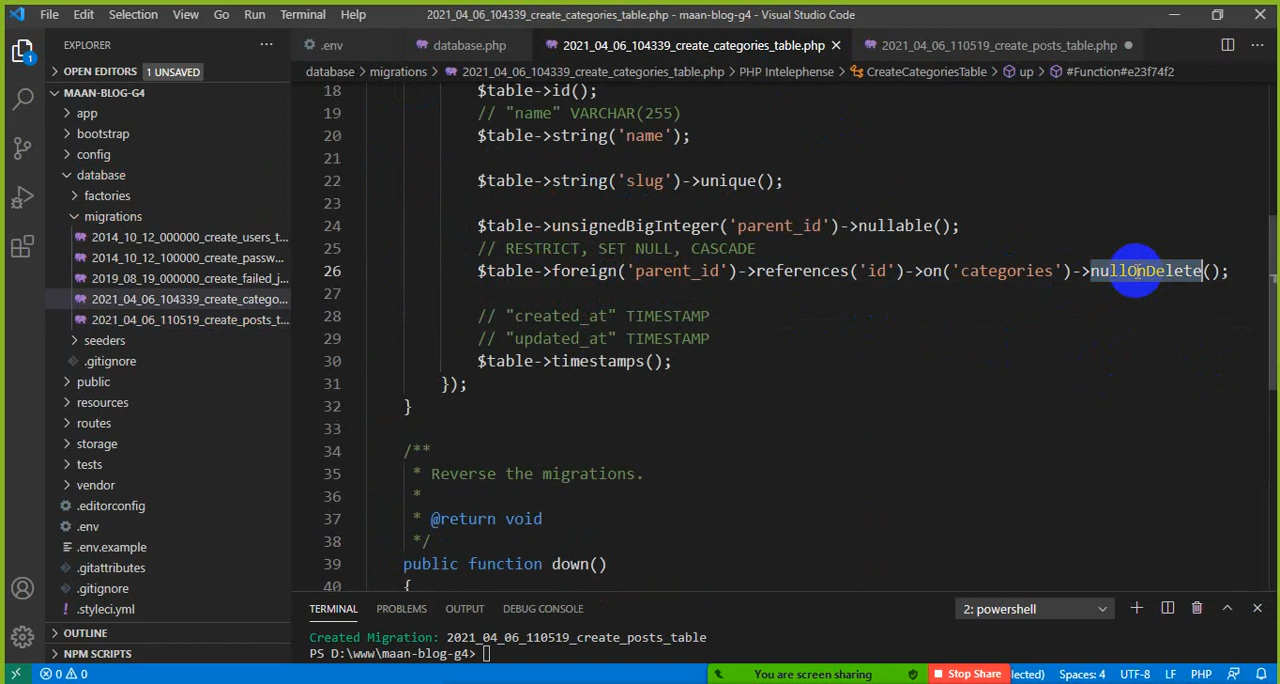 File Edit Selection View Go Run Terminal Help 2021_04_06_104339_create_categories_table.php - maan-blog-g4 - Visual Studio Code
EXPLORER ··· .env database.php 2021_04_06_104339_create_categories_table.php 2021_04_06_110519_create_posts_table.php
OPEN EDITORS 1 UNSAVED
database > migrations > 2021_04_06_104339_create_categories_table.php > PHP Intelephense > CreateCategoriesTable > up > #Function#e23f74f2
MAAN-BLOG-G4
app
bootstrap
config
database
factories
migrations
2014_10_12_000000_create_users_t...
2014_10_12_100000_create_passw...
2019_08_19_000000_create_failed_j...
2021_04_06_104339_create_catego...
2021_04_06_110519_create_posts_t...
seeders
.gitignore
public
resources
routes
storage
tests
vendor
.editorconfig
.env
.env.example
.gitattributes
.gitignore
.styleci.yml
OUTLINE
NPM SCRIPTS
1
18 $table->id();
19 // "name" VARCHAR(255)
20 $table->string('name');
21
22 $table->string('slug')->unique();
23
24 $table->unsignedBigInteger('parent_id')->nullable();
25 // RESTRICT, SET NULL, CASCADE
26 $table->foreign('parent_id')->references('id')->on('categories')->nullOnDelete();
27
28 // "created_at" TIMESTAMP
29 // "updated_at" TIMESTAMP
30 $table->timestamps();
31 });
32 }
33
34 /**
35 * Reverse the migrations.
36 *
37 * @return void
38 */
39 public function down()
40 {
TERMINAL PROBLEMS OUTPUT DEBUG CONSOLE 2: powershell
Created Migration: 2021_04_06_110519_create_posts_table
PS D:\www\maan-blog-g4>
0 0 You are screen sharing Stop Share lected) Spaces: 4 UTF-8 LF PHP